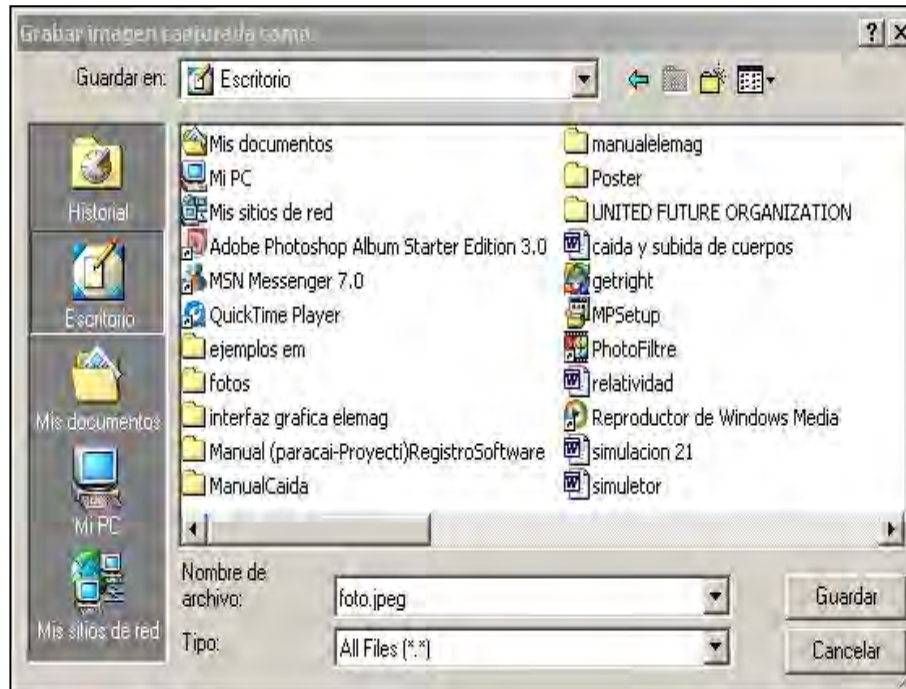 Grabar imagen capturada como
Guardar en: Escritorio
Historial
Escritorio
Mis documentos
Mi PC
Mis sitios de red
Mis documentos
Mi PC
Mis sitios de red
Adobe Photoshop Album Starter Edition 3.0
MSN Messenger 7.0
QuickTime Player
ejemplos em
fotos
interfaz grafica elemag
Manual (paracai-Proyecti)RegistroSoftware
ManualCaida
manualelemag
Poster
UNITED FUTURE ORGANIZATION
caida y subida de cuerpos
getright
MPSetup
PhotoFiltre
relatividad
Reproductor de Windows Media
simulacion 21
simuletor
Nombre de
archivo: foto.jpeg
Guardar
Tipo: All Files (*.*)
Cancelar